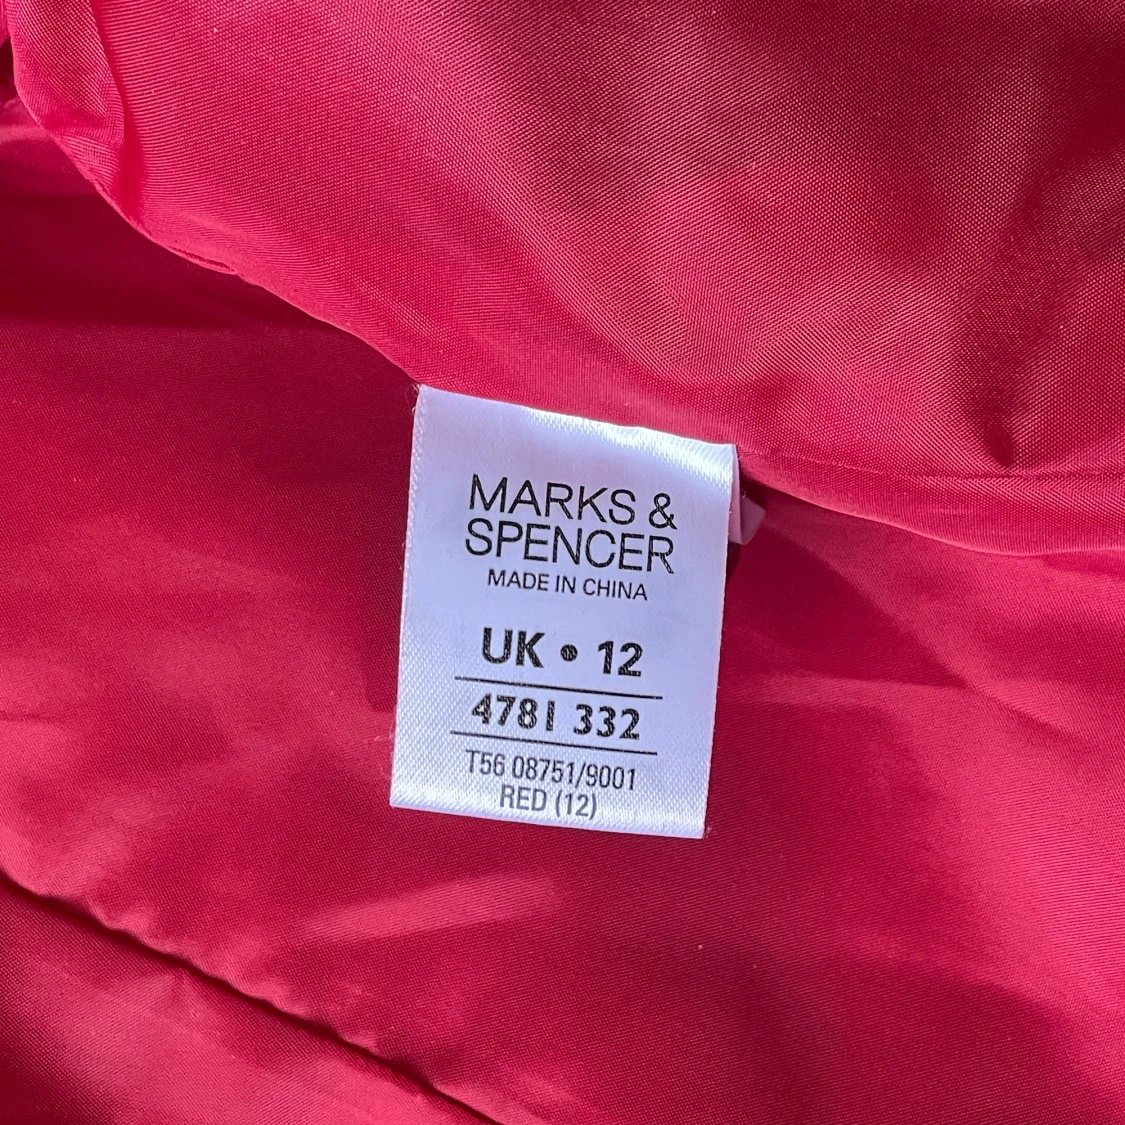 MARKS &
SPENCER
MADE IN CHINA
UK • 12
4781 332
T56 08751/9001
RED (12)